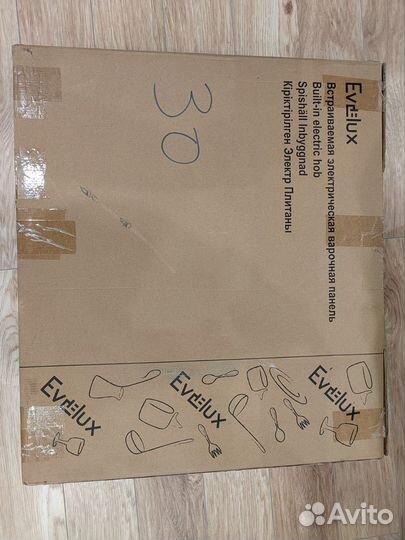 Evelux
Встраиваемая электрическая варочная панель
Built-in electric hob
Spishäll Inbyggnad
Кіріктірілген Электр Плитаны
30
Evelux
Evelux
Evelux
Avito